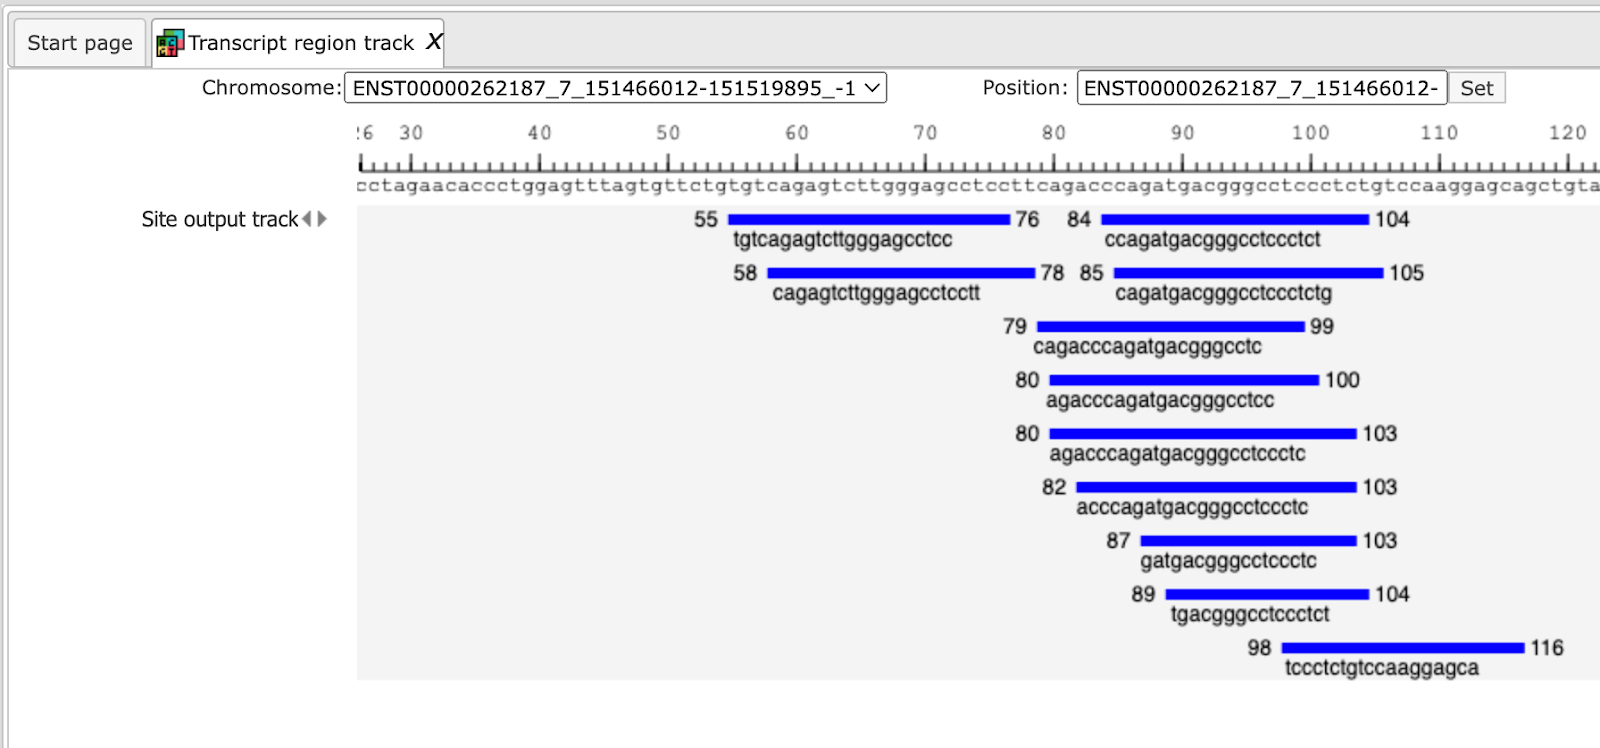 Start page
Transcript region track X
Chromosome: ENST00000262187_7_151466012-151519895_-1
Position: ENST00000262187_7_151466012- Set
30 40 50 60 70 80 90 100 110 120
cctagaacaccctggagtttagtgttctgtgtcagagtcttgggagcctccttcagacccagatgacgggcctccctctgtccaaggagcagctgta
Site output track
55 76 84 104
tgtcagagtcttgggagcctcc ccagatgacgggcctccctct
58 78 85 105
cagagtcttgggagcctcctt cagatgacgggcctccctctg
79 99
cagacccagatgacgggcctc
80 100
agacccagatgacgggcctcc
80 103
agacccagatgacgggcctccctc
82 103
acccagatgacgggcctccctc
87 103
gatgacgggcctccctc
89 104
tgacgggcctccctct
98 116
tccctctgtccaaggagca